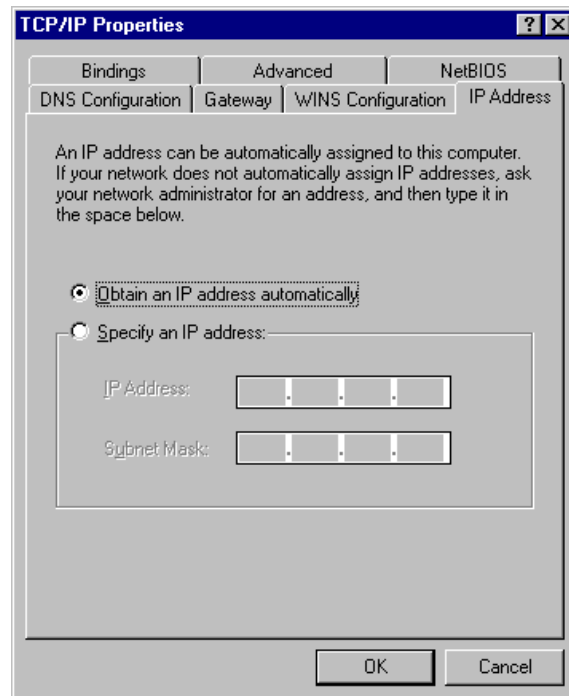 TCP/IP Properties
Bindings
Advanced
NetBIOS
DNS Configuration
Gateway
WINS Configuration
IP Address
An IP address can be automatically assigned to this computer.
If your network does not automatically assign IP addresses, ask
your network administrator for an address, and then type it in
the space below.
Obtain an IP address automatically
Specify an IP address:
IP Address:
. . .
Subnet Mask:
. . .
OK
Cancel